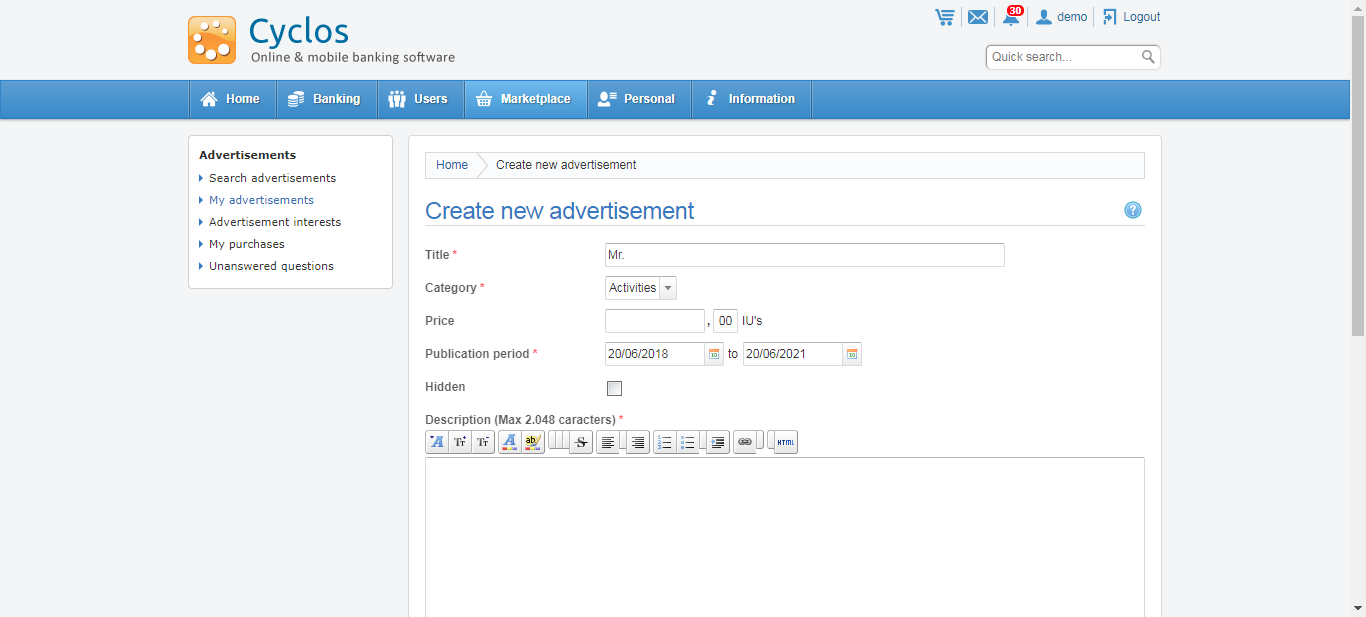 Cyclos
Online & mobile banking software
30
demo
Logout
Quick search...
Home
Banking
Users
Marketplace
Personal
Information
Advertisements
Search advertisements
My advertisements
Advertisement interests
My purchases
Unanswered questions
Home
Create new advertisement
Create new advertisement
?
Title *
Mr.
Category *
Activities
Price
, 00 IU's
Publication period *
20/06/2018 to 20/06/2021
Hidden
Description (Max 2.048 caracters) *
HTML